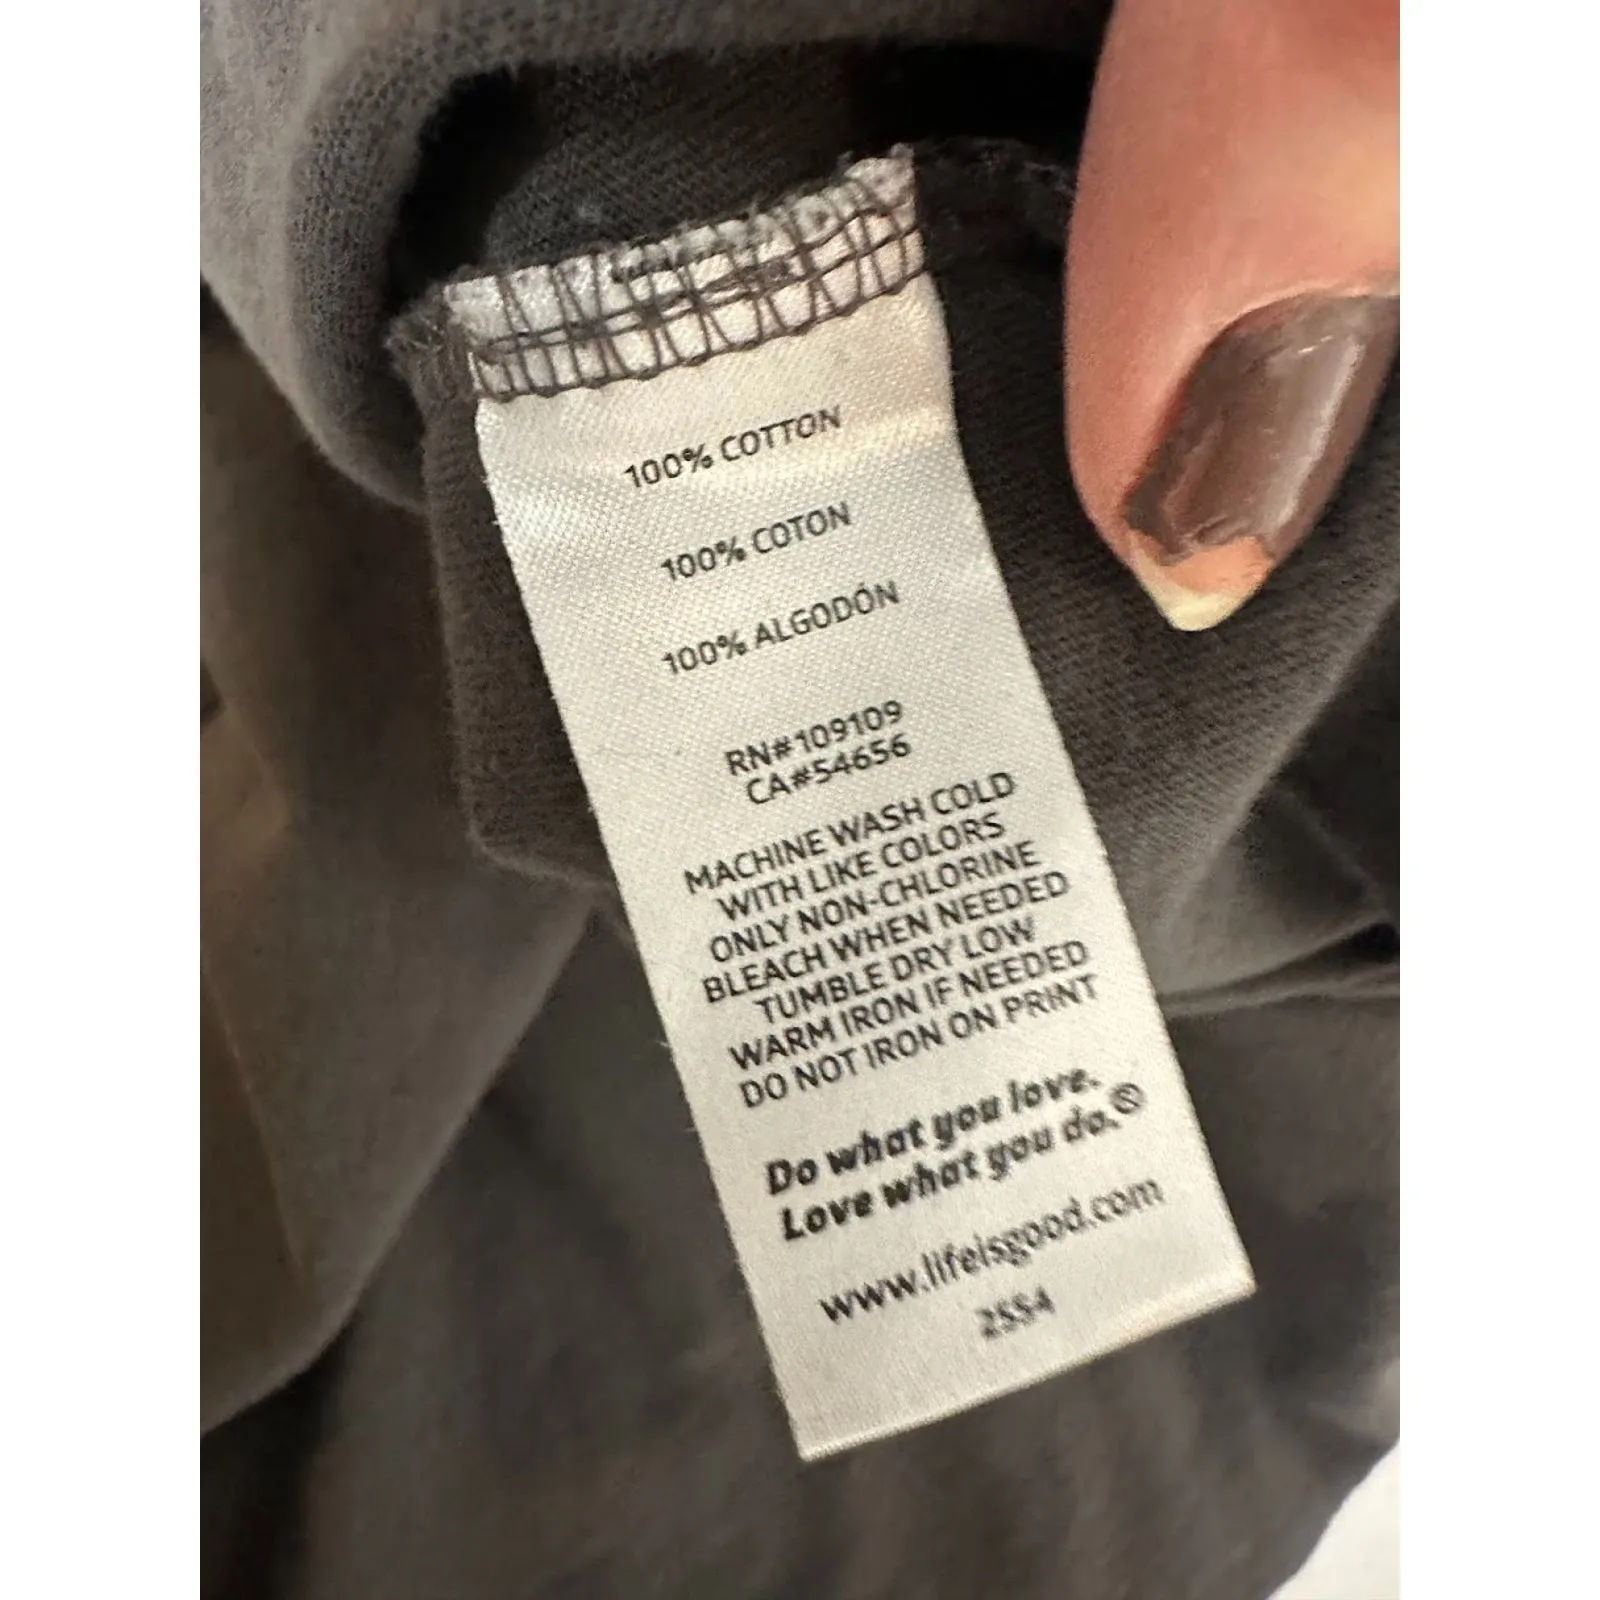 100% COTTON
100% COTON
100% ALGODÓN
RN#109109
CA#54656
MACHINE WASH COLD
WITH LIKE COLORS
ONLY NON-CHLORINE
BLEACH WHEN NEEDED
TUMBLE DRY LOW
WARM IRON IF NEEDED
DO NOT IRON ON PRINT
Do what you love.
Love what you do.®
www.lifeisgood.com
2554